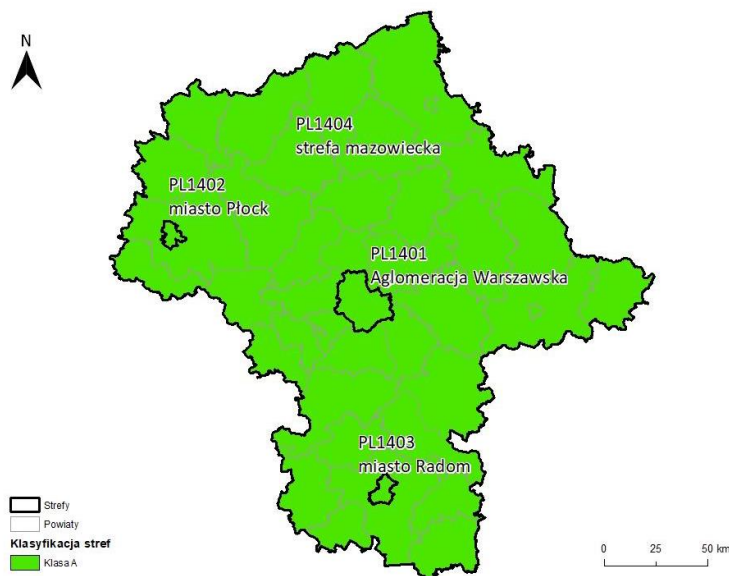 N
PL1404
strefa mazowiecka
PL1402
miasto Płock
PL1401
Aglomeracja Warszawska
PL1403
miasto Radom
Strefy
Powiaty
Klasyfikacja stref
Klasa A
0 25 50 km